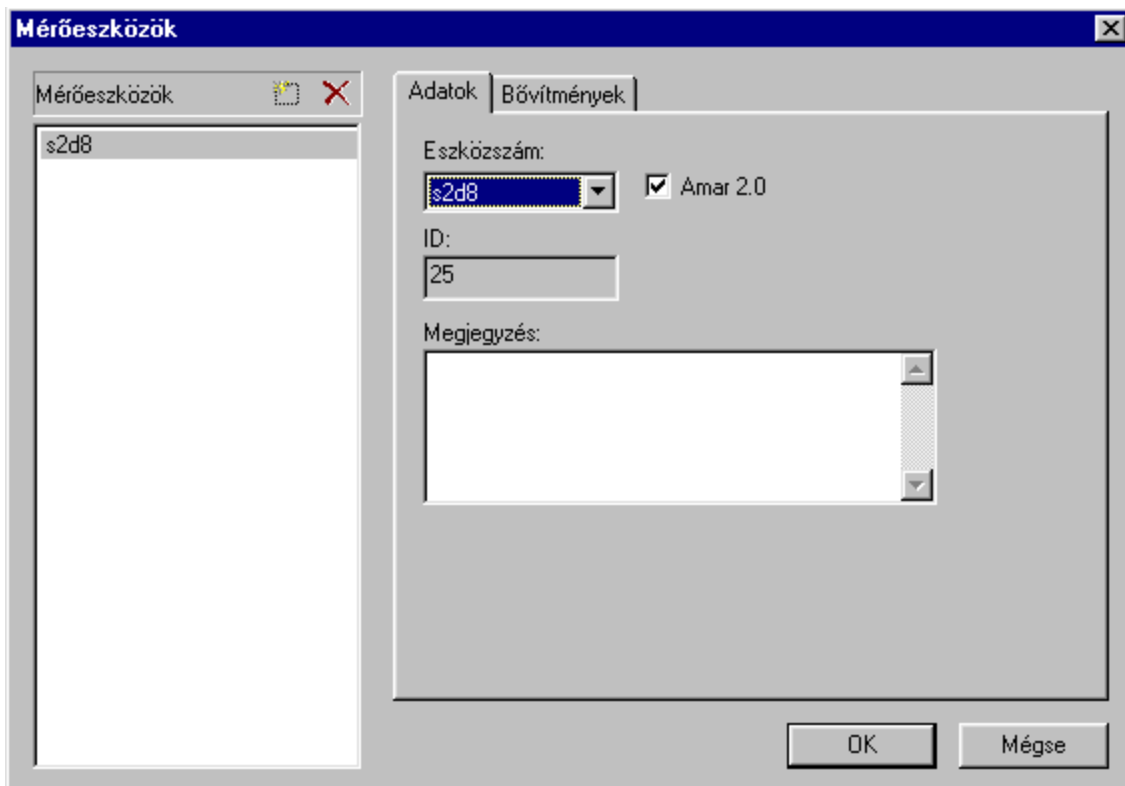 Mérőeszközök
Mérőeszközök
s2d8
Adatok
Bővítmények
Eszközszám:
s2d8
Amar 2.0
ID:
25
Megjegyzés:
OK
Mégse